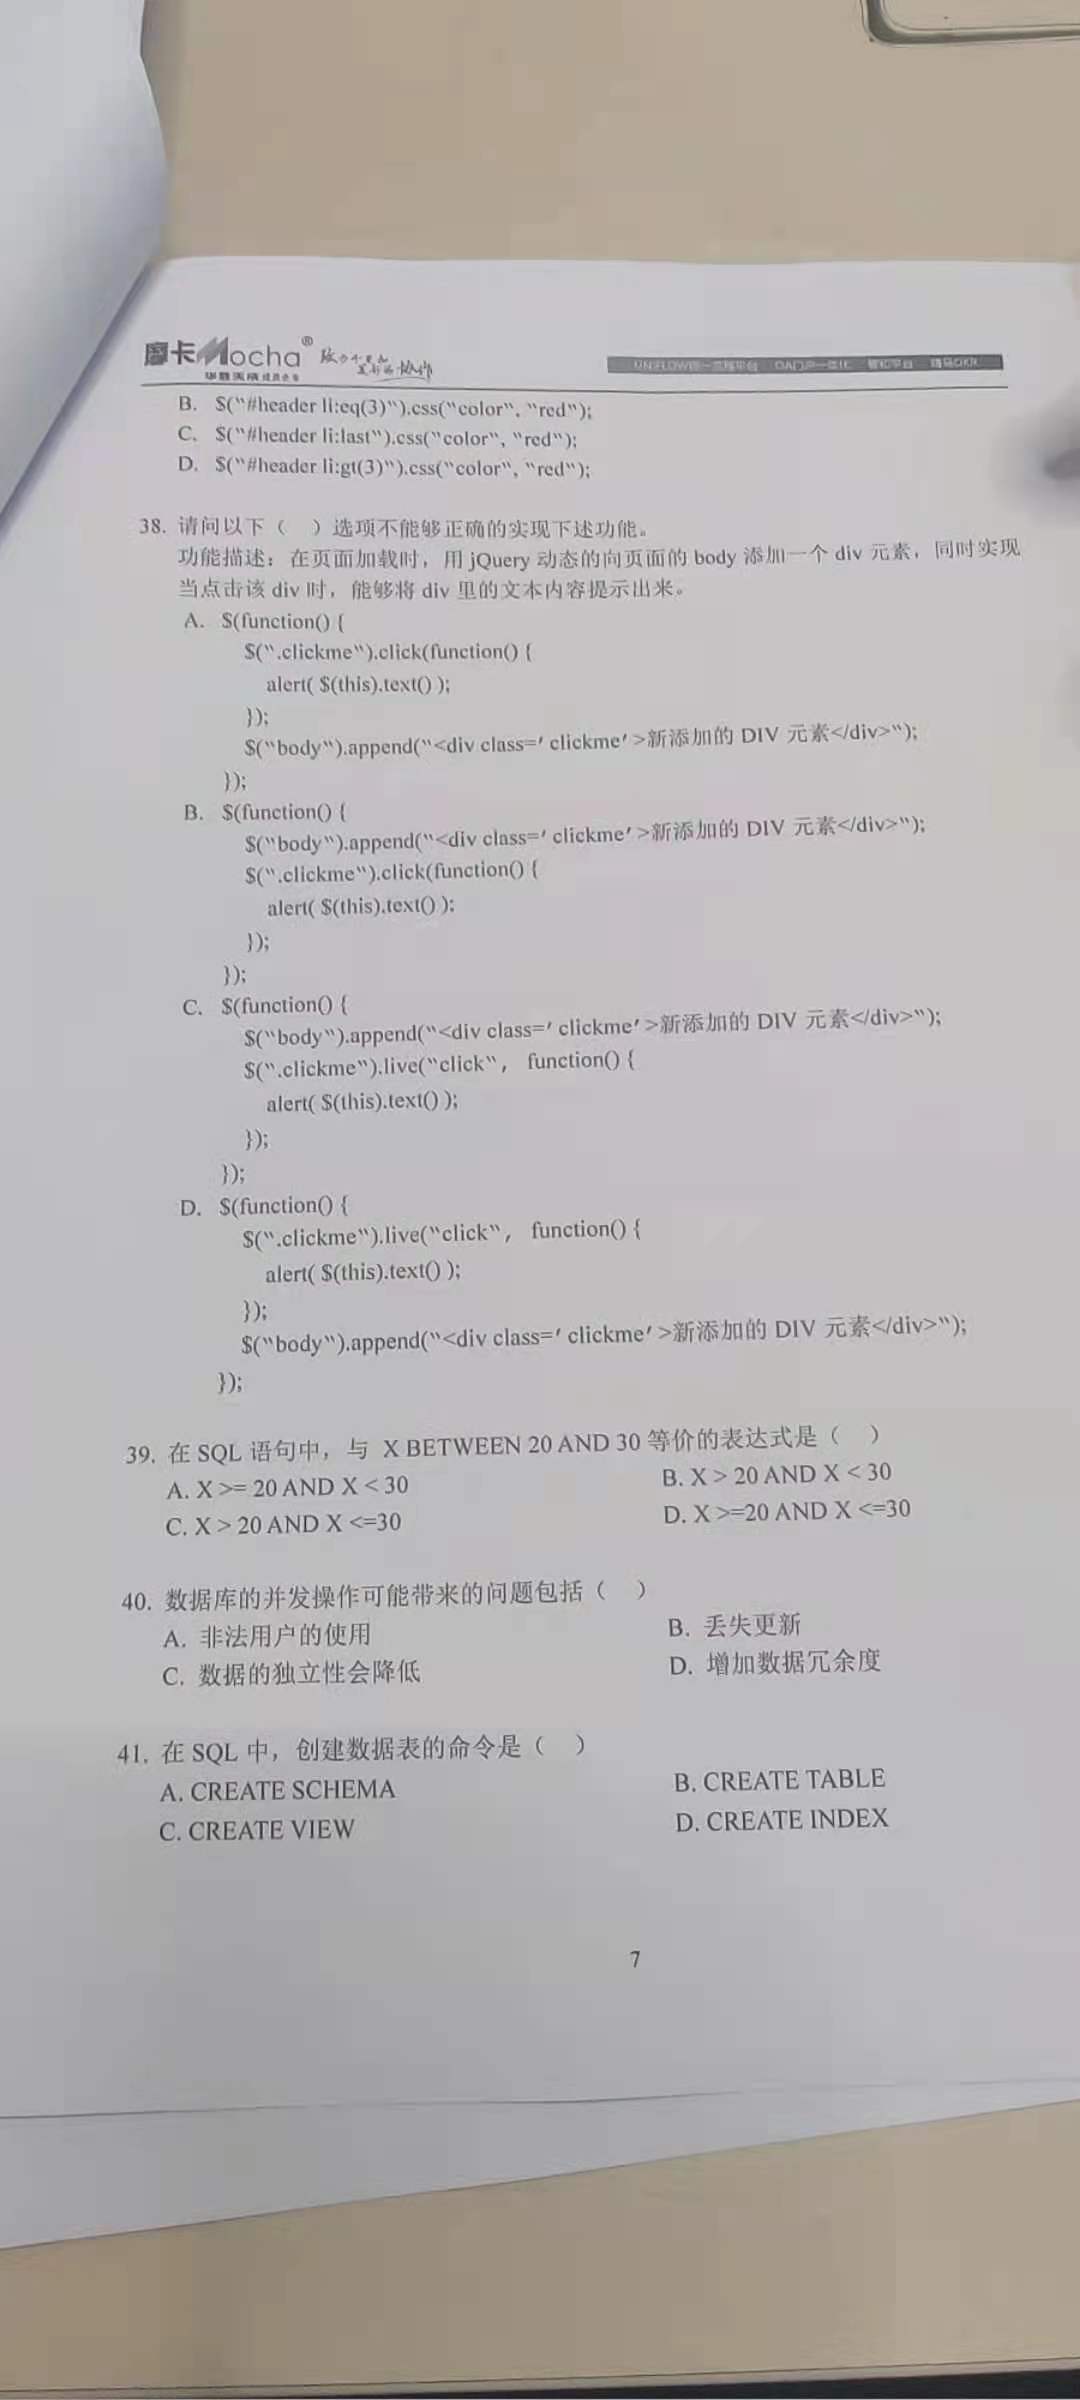 摩卡Mocha®
B. $("#header li:eq(3)").css("color", "red");
C. $("#header li:last").css("color", "red");
D. $("#header li:gt(3)").css("color", "red");
38. 请问以下（ ）选项不能够正确的实现下述功能。
功能描述：在页面加载时，用 jQuery 动态的向页面的 body 添加一个 div 元素，同时实现
当点击该 div 时，能够将 div 里的文本内容提示出来。
A. $(function() {
$(".clickme").click(function() {
alert( $(this).text() );
});
$("body").append("<div class=' clickme' >新添加的 DIV 元素</div>");
});
B. $(function() {
$("body").append("<div class=' clickme' >新添加的 DIV 元素</div>");
$(".clickme").click(function() {
alert( $(this).text() );
});
});
C. $(function() {
$("body").append("<div class=' clickme' >新添加的 DIV 元素</div>");
$(".clickme").live("click", function() {
alert( $(this).text() );
});
});
D. $(function() {
$(".clickme").live("click", function() {
alert( $(this).text() );
});
$("body").append("<div class=' clickme' >新添加的 DIV 元素</div>");
});
39. 在 SQL 语句中，与 X BETWEEN 20 AND 30 等价的表达式是（ ）
A. X >= 20 AND X < 30 B. X > 20 AND X < 30
C. X > 20 AND X <=30 D. X >=20 AND X <=30
40. 数据库的并发操作可能带来的问题包括（ ）
A. 非法用户的使用 B. 丢失更新
C. 数据的独立性会降低 D. 增加数据冗余度
41. 在 SQL 中，创建数据表的命令是（ ）
A. CREATE SCHEMA B. CREATE TABLE
C. CREATE VIEW D. CREATE INDEX
7